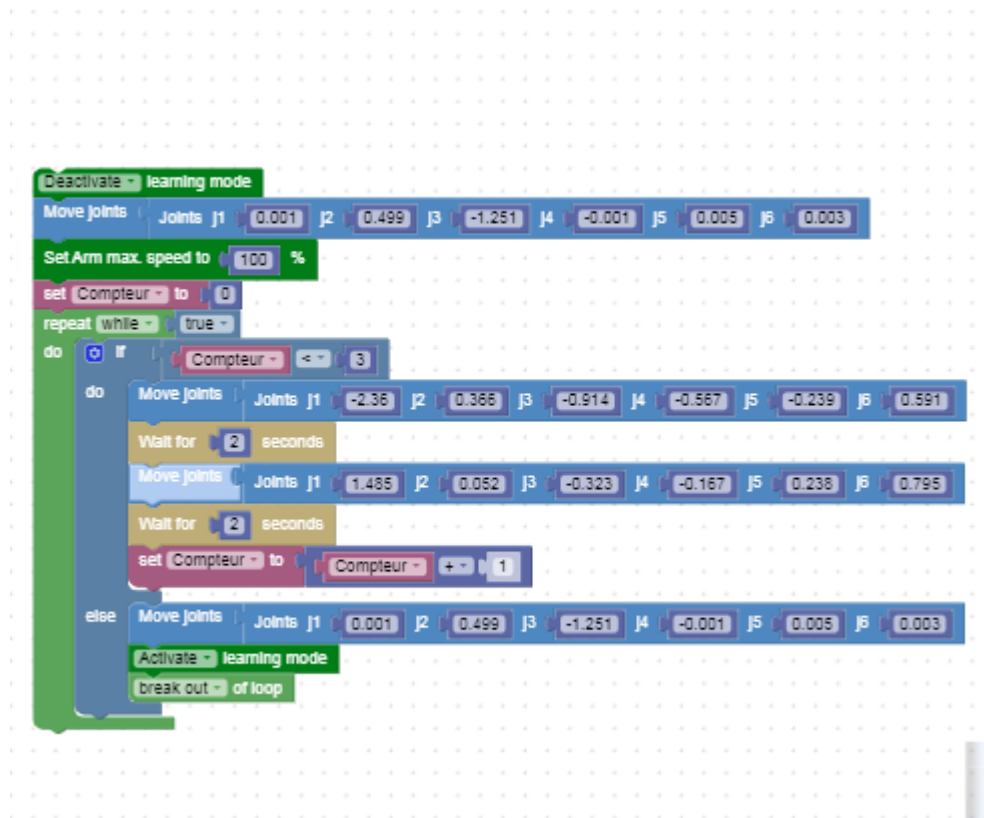 Deactivate learning mode
Move joints Joints j1 0.001 j2 0.499 j3 -1.251 j4 -0.001 j5 0.005 j6 0.003
Set Arm max. speed to 100 %
set Compteur to 0
repeat while true
do if Compteur < 3
do Move joints Joints j1 -2.36 j2 0.366 j3 -0.914 j4 -0.567 j5 -0.239 j6 0.591
Wait for 2 seconds
Move joints Joints j1 1.485 j2 0.052 j3 -0.323 j4 -0.167 j5 0.238 j6 0.795
Wait for 2 seconds
set Compteur to Compteur + 1
else Move joints Joints j1 0.001 j2 0.499 j3 -1.251 j4 -0.001 j5 0.005 j6 0.003
Activate learning mode
break out of loop